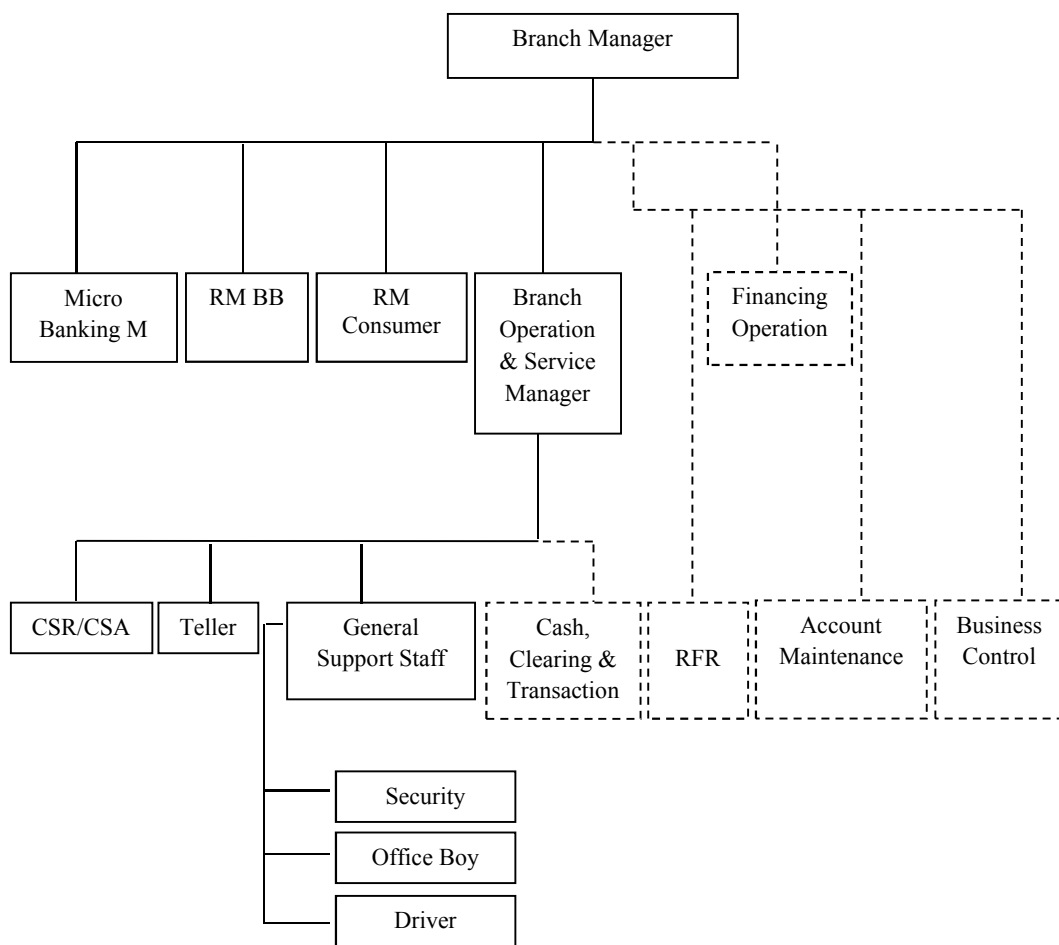 Branch Manager
Micro
Banking M
RM BB
RM
Consumer
Branch
Operation
& Service
Manager
Financing
Operation
CSR/CSA
Teller
General
Support Staff
Cash,
Clearing &
Transaction
RFR
Account
Maintenance
Business
Control
Security
Office Boy
Driver